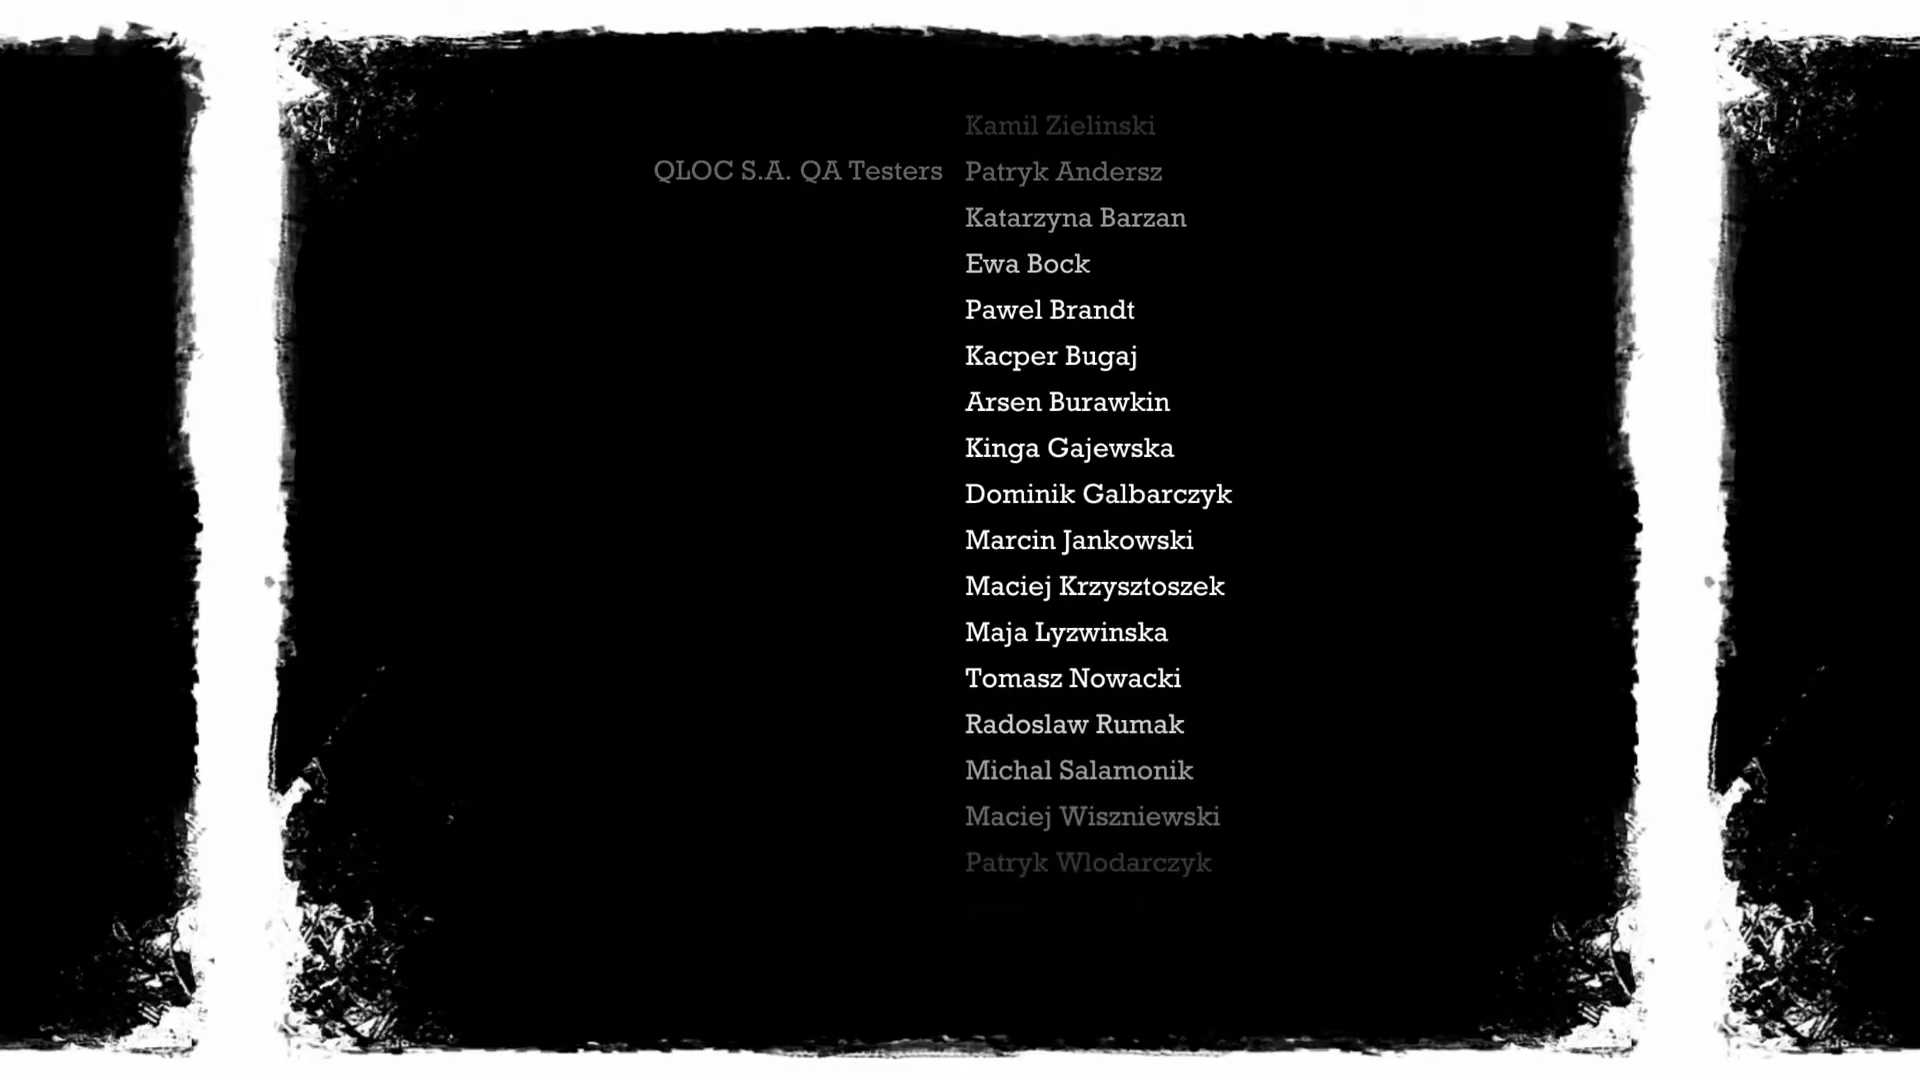 Kamil Zielinski
QLOC S.A. QA Testers Patryk Andersz
Katarzyna Barzan
Ewa Bock
Pawel Brandt
Kacper Bugaj
Arsen Burawkin
Kinga Gajewska
Dominik Galbarczyk
Marcin Jankowski
Maciej Krzysztoszek
Maja Lyzwinska
Tomasz Nowacki
Radoslaw Rumak
Michal Salamonik
Maciej Wiszniewski
Patryk Wlodarczyk